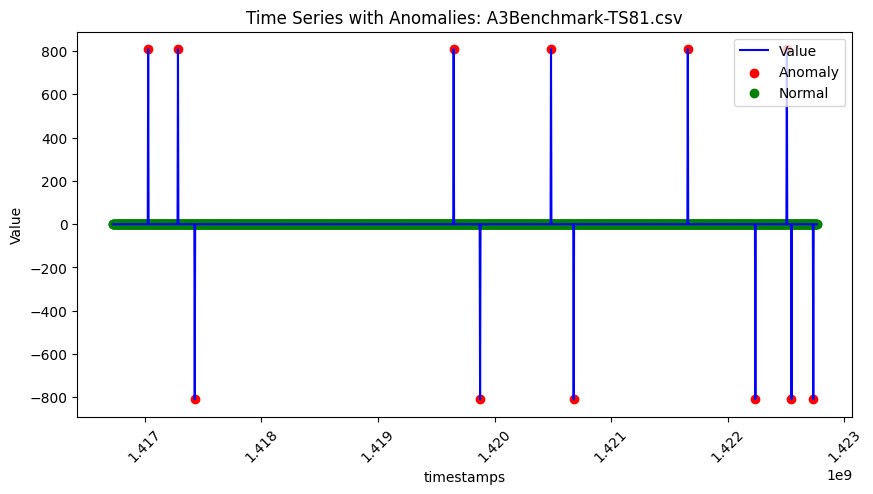 Time Series with Anomalies: A3Benchmark-TS81.csv
Value
Anomaly
Normal
800
600
400
200
0
−200
−400
−600
−800
Value
1.417
1.418
1.419
1.420
1.421
1.422
1.423
1e9
timestamps